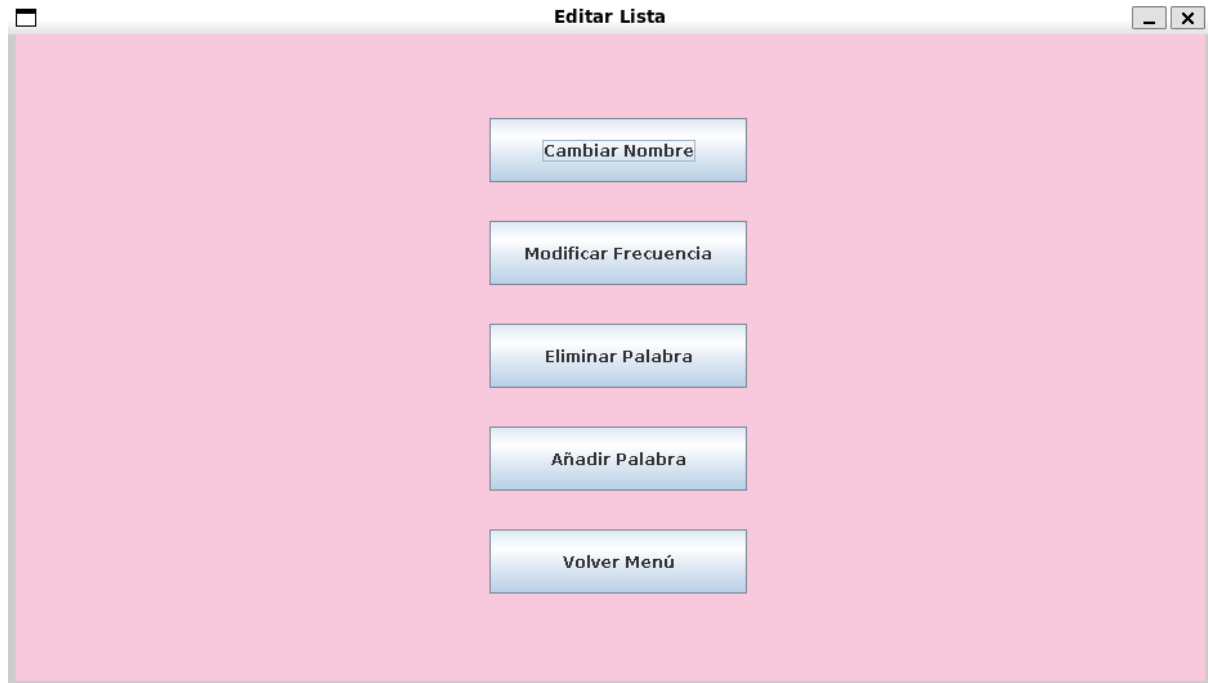 Editar Lista
Cambiar Nombre
Modificar Frecuencia
Eliminar Palabra
Añadir Palabra
Volver Menú